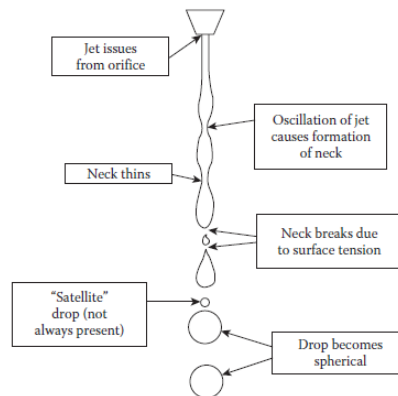 Jet issues
from orifice
Oscillation of jet
causes formation
of neck
Neck thins
Neck breaks due
to surface tension
“Satellite”
drop (not
always present)
Drop becomes
spherical